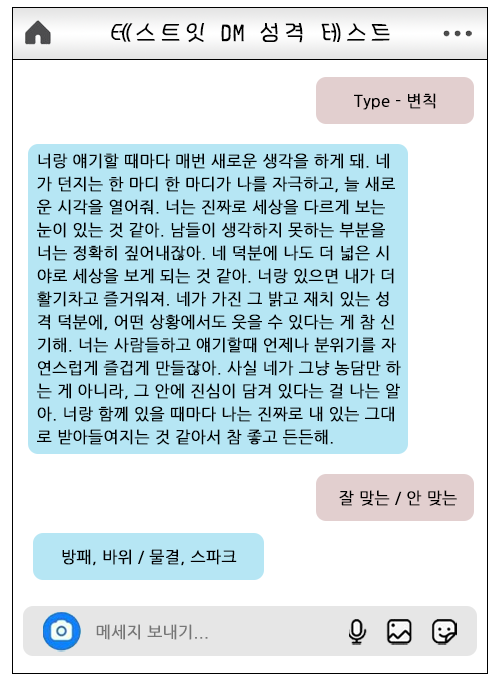 테스트잇 DM 성격 테스트
Type - 변칙
너랑 얘기할 때마다 매번 새로운 생각을 하게 돼. 네
가 던지는 한 마디 한 마디가 나를 자극하고, 늘 새로
운 시각을 열어줘. 너는 진짜로 세상을 다르게 보는
눈이 있는 것 같아. 남들이 생각하지 못하는 부분을
너는 정확히 짚어내잖아. 네 덕분에 나도 더 넓은 시
야로 세상을 보게 되는 것 같아. 너랑 있으면 내가 더
활기차고 즐거워져. 네가 가진 그 밝고 재치 있는 성
격 덕분에, 어떤 상황에서도 웃을 수 있다는 게 참 신
기해. 너는 사람들하고 얘기할때 언제나 분위기를 자
연스럽게 즐겁게 만들잖아. 사실 네가 그냥 농담만 하
는 게 아니라, 그 안에 진심이 담겨 있다는 걸 나는 알
아. 너랑 함께 있을 때마다 나는 진짜로 내 있는 그대
로 받아들여지는 것 같아서 참 좋고 든든해.
잘 맞는 / 안 맞는
방패, 바위 / 물결, 스파크
메세지 보내기...